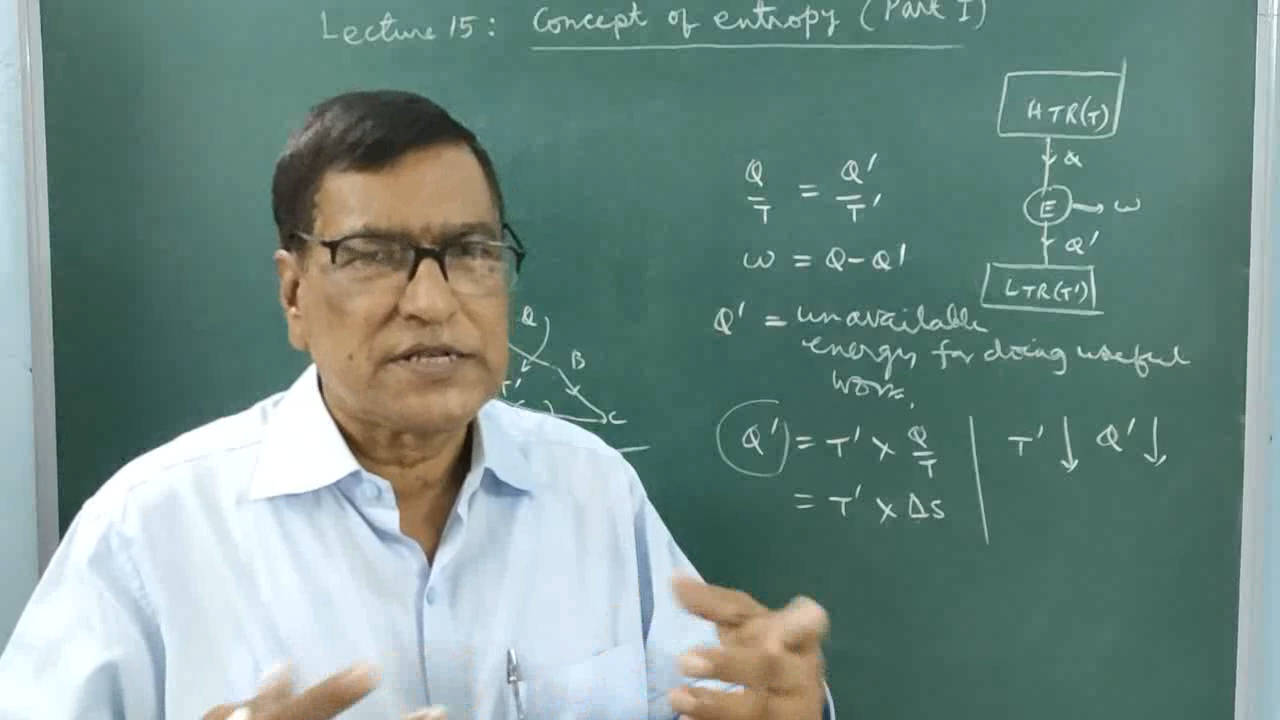 Lecture 15: Concept of entropy (Part I)
HTR(T)
Q
E → W
Q'
LTR(T')
Q/T = Q'/T'
W = Q-Q'
Q' = unavailable
energy for doing useful
work.
Q' = T' × Q/T
= T' × ΔS
T' ↓ Q' ↓
Q
B
T'
C